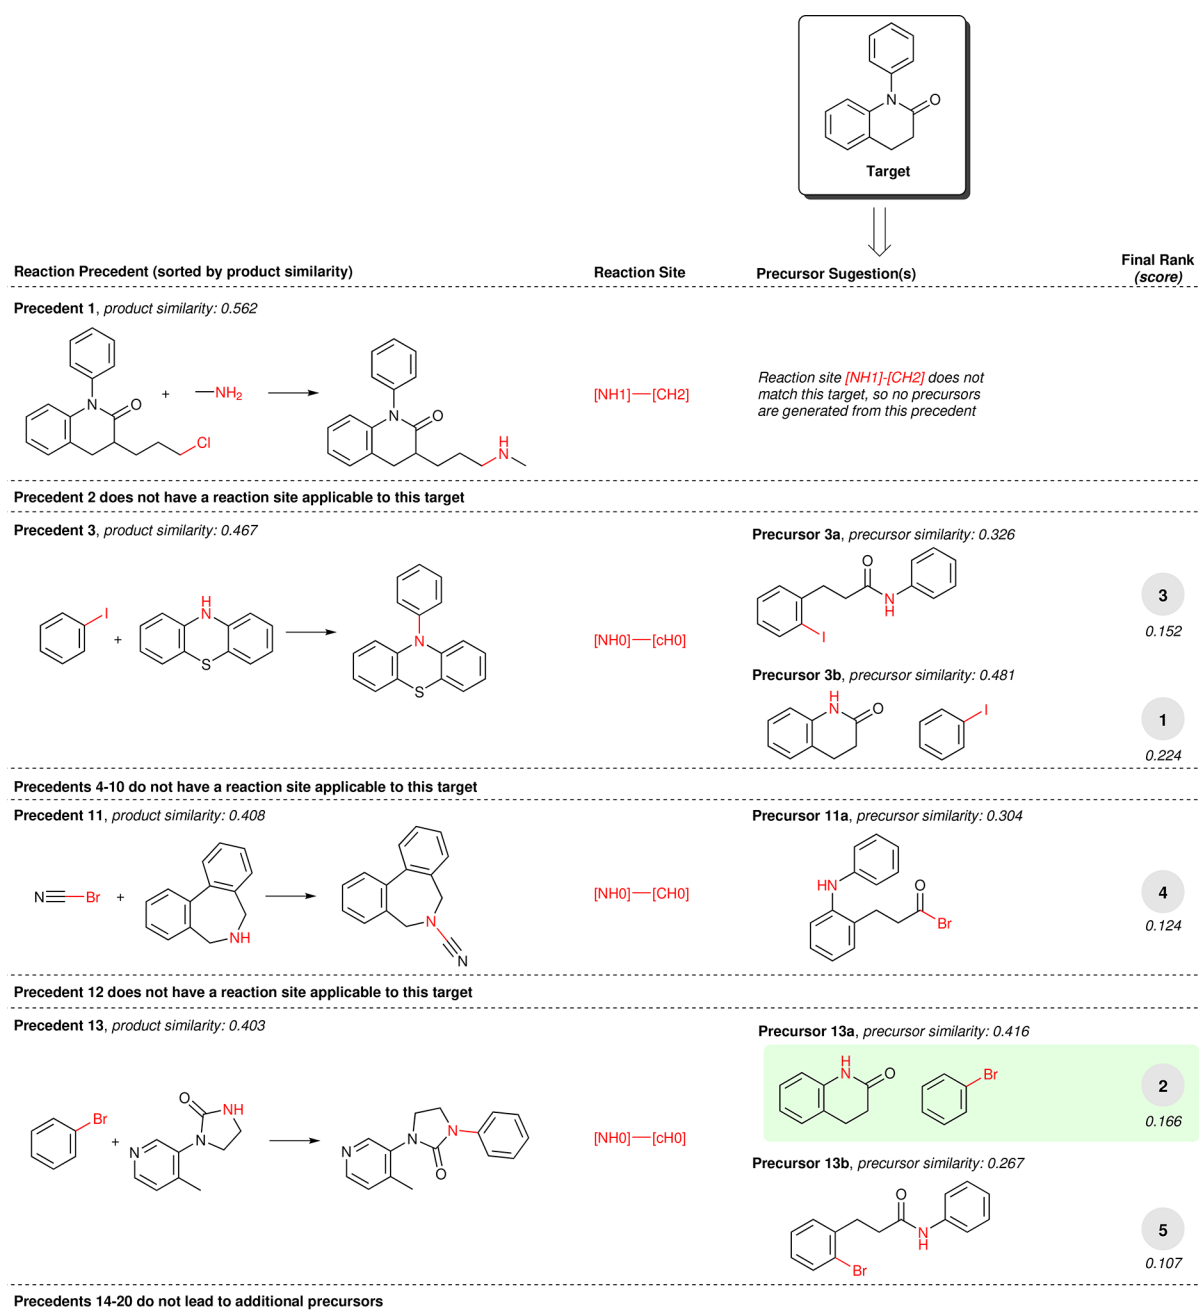 N
O
Target
Reaction Precedent (sorted by product similarity)
Reaction Site
Precursor Sugestion(s)
Final Rank
(score)
Precedent 1, product similarity: 0.562
N
O
Cl
+
NH2
N
O
H
N
[NH1]—[CH2]
Reaction site [NH1]-[CH2] does not
match this target, so no precursors
are generated from this precedent
Precedent 2 does not have a reaction site applicable to this target
Precedent 3, product similarity: 0.467
I
+
H
N
S
N
S
[NH0]—[cH0]
Precursor 3a, precursor similarity: 0.326
O
N
H
I
3
0.152
Precursor 3b, precursor similarity: 0.481
H
N
O
I
1
0.224
Precedents 4-10 do not have a reaction site applicable to this target
Precedent 11, product similarity: 0.408
N
Br
+
NH
N
N
[NH0]—[CH0]
Precursor 11a, precursor similarity: 0.304
HN
O
Br
4
0.124
Precedent 12 does not have a reaction site applicable to this target
Precedent 13, product similarity: 0.403
Br
+
O
NH
N
N
N
N
N
O
[NH0]—[cH0]
Precursor 13a, precursor similarity: 0.416
H
N
O
Br
2
0.166
Precursor 13b, precursor similarity: 0.267
O
N
H
Br
5
0.107
Precedents 14-20 do not lead to additional precursors